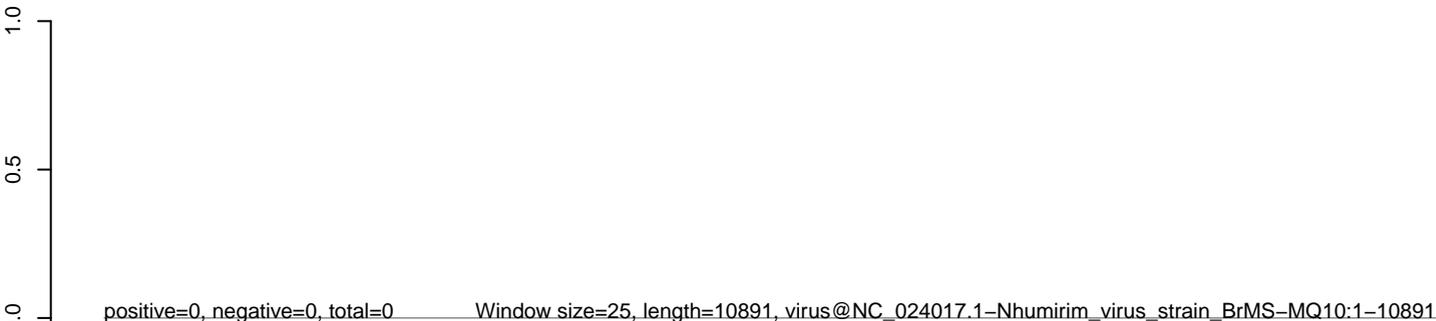 1.0
0.5
.0
positive=0, negative=0, total=0 Window size=25, length=10891, virus@NC_024017.1−Nhumirim_virus_strain_BrMS−MQ10:1−10891